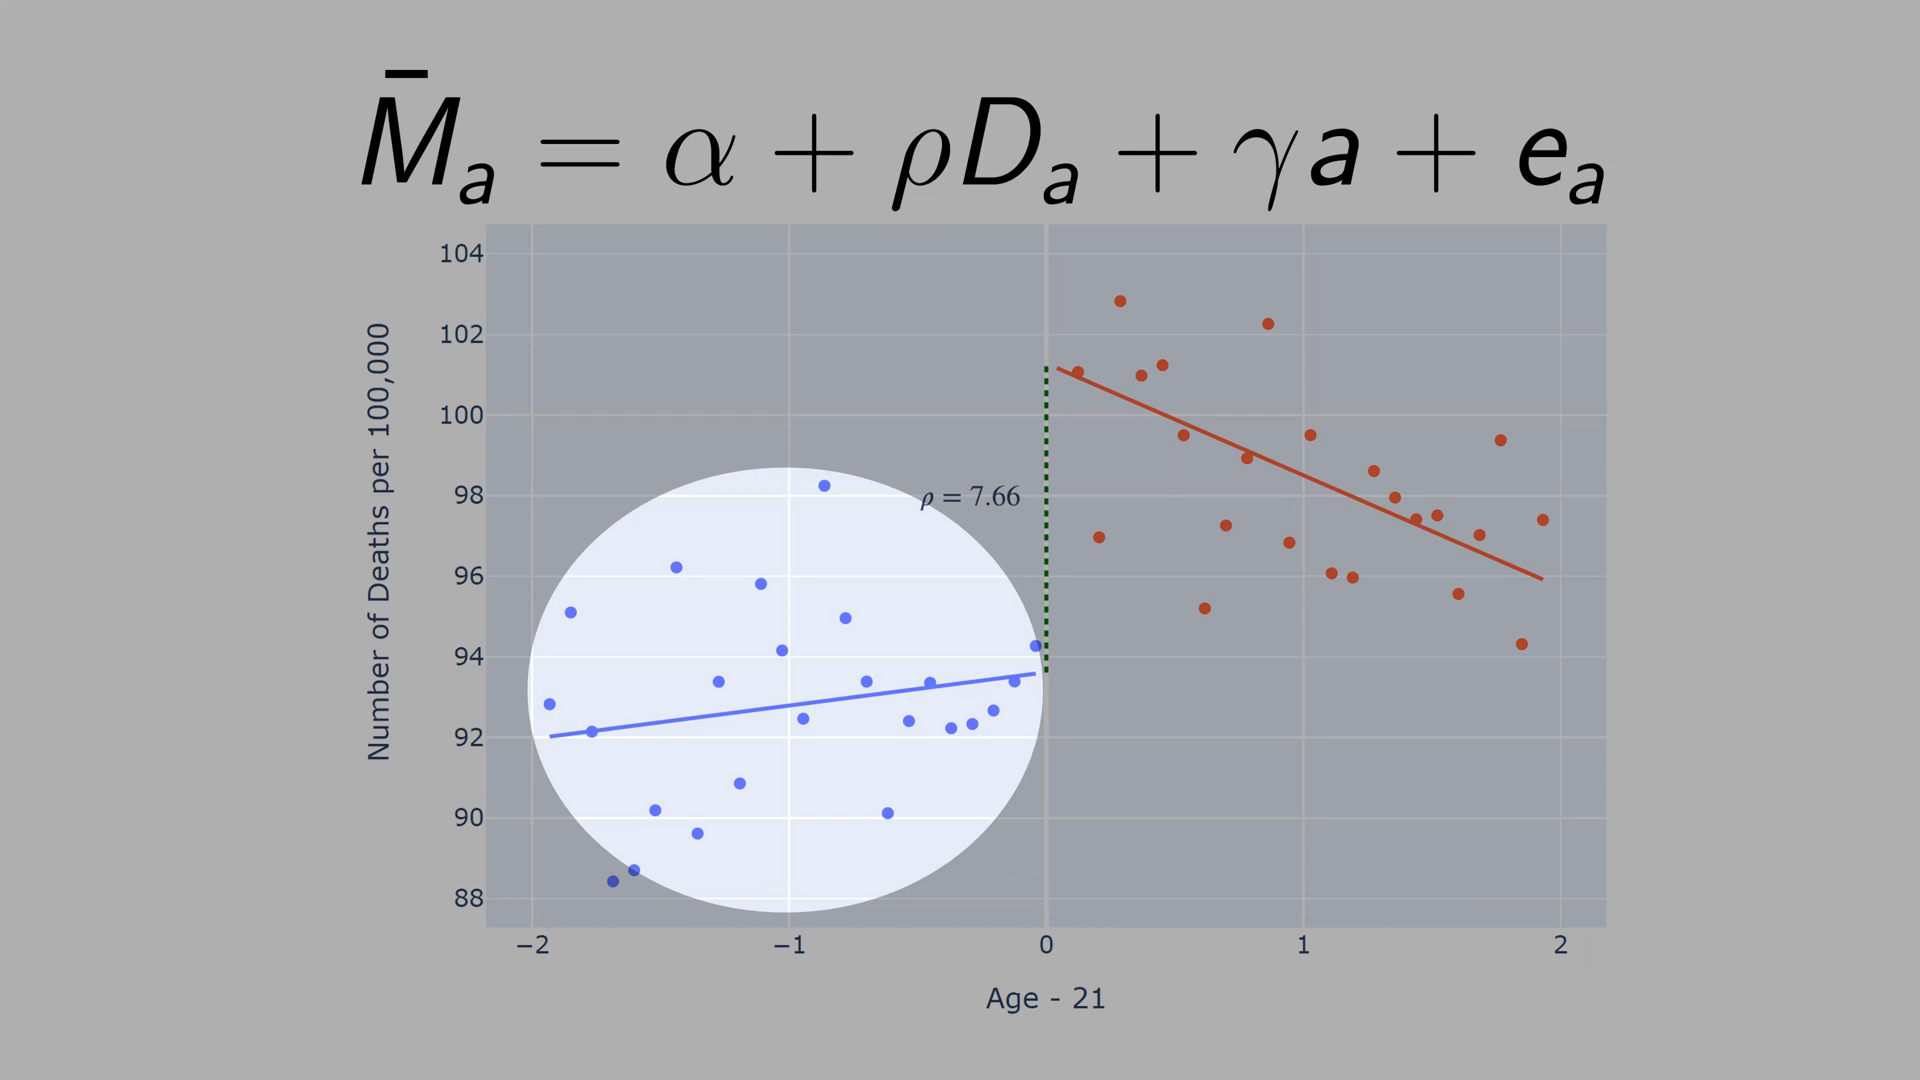 M̄ₐ = α + ρDₐ + γa + eₐ
104
102
100
98
96
94
92
90
88
Number of Deaths per 100,000
ρ = 7.66
−2 −1 0 1 2
Age - 21